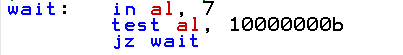 wait:    in al, 7
test al, 10000000b
jz wait